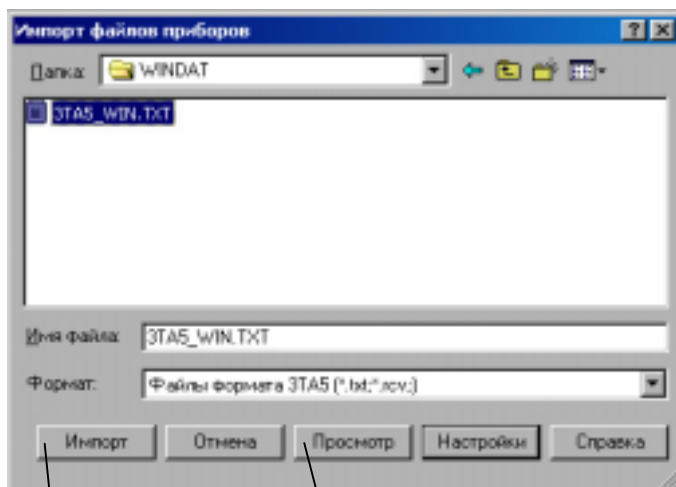 Импорт файлов приборов
Папка: WINDAT
3TA5_WIN.TXT
Имя файла: 3TA5_WIN.TXT
Формат: Файлы формата 3TA5 (*.txt;*.rcv;)
Импорт Отмена Просмотр Настройки Справка